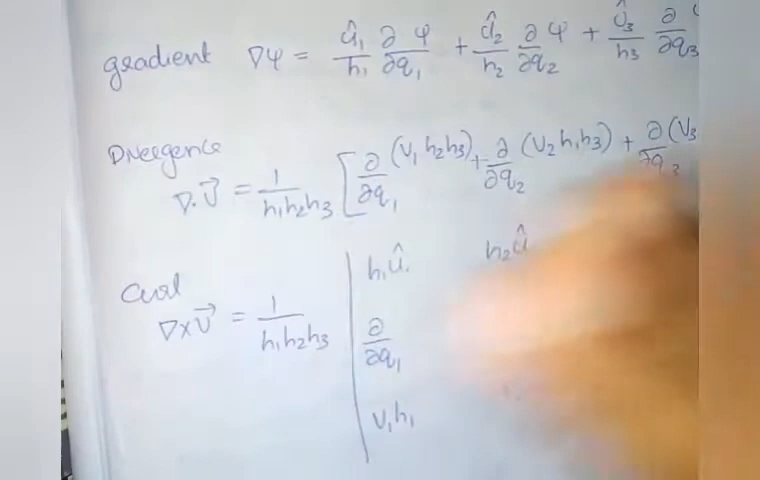 gradient ∇ψ = û₁/h₁ ∂ψ/∂q₁ + û₂/h₂ ∂ψ/∂q₂ + û₃/h₃ ∂/∂q₃
Divergence
∇·V⃗ = 1/h₁h₂h₃ [ ∂/∂q₁ (V₁ h₂h₃) + ∂/∂q₂ (V₂ h₁h₃) + ∂/∂q₃ (V₃
h₁û₁ h₂û
Curl
∇×V⃗ = 1/h₁h₂h₃ | ∂/∂q₁
V₁h₁